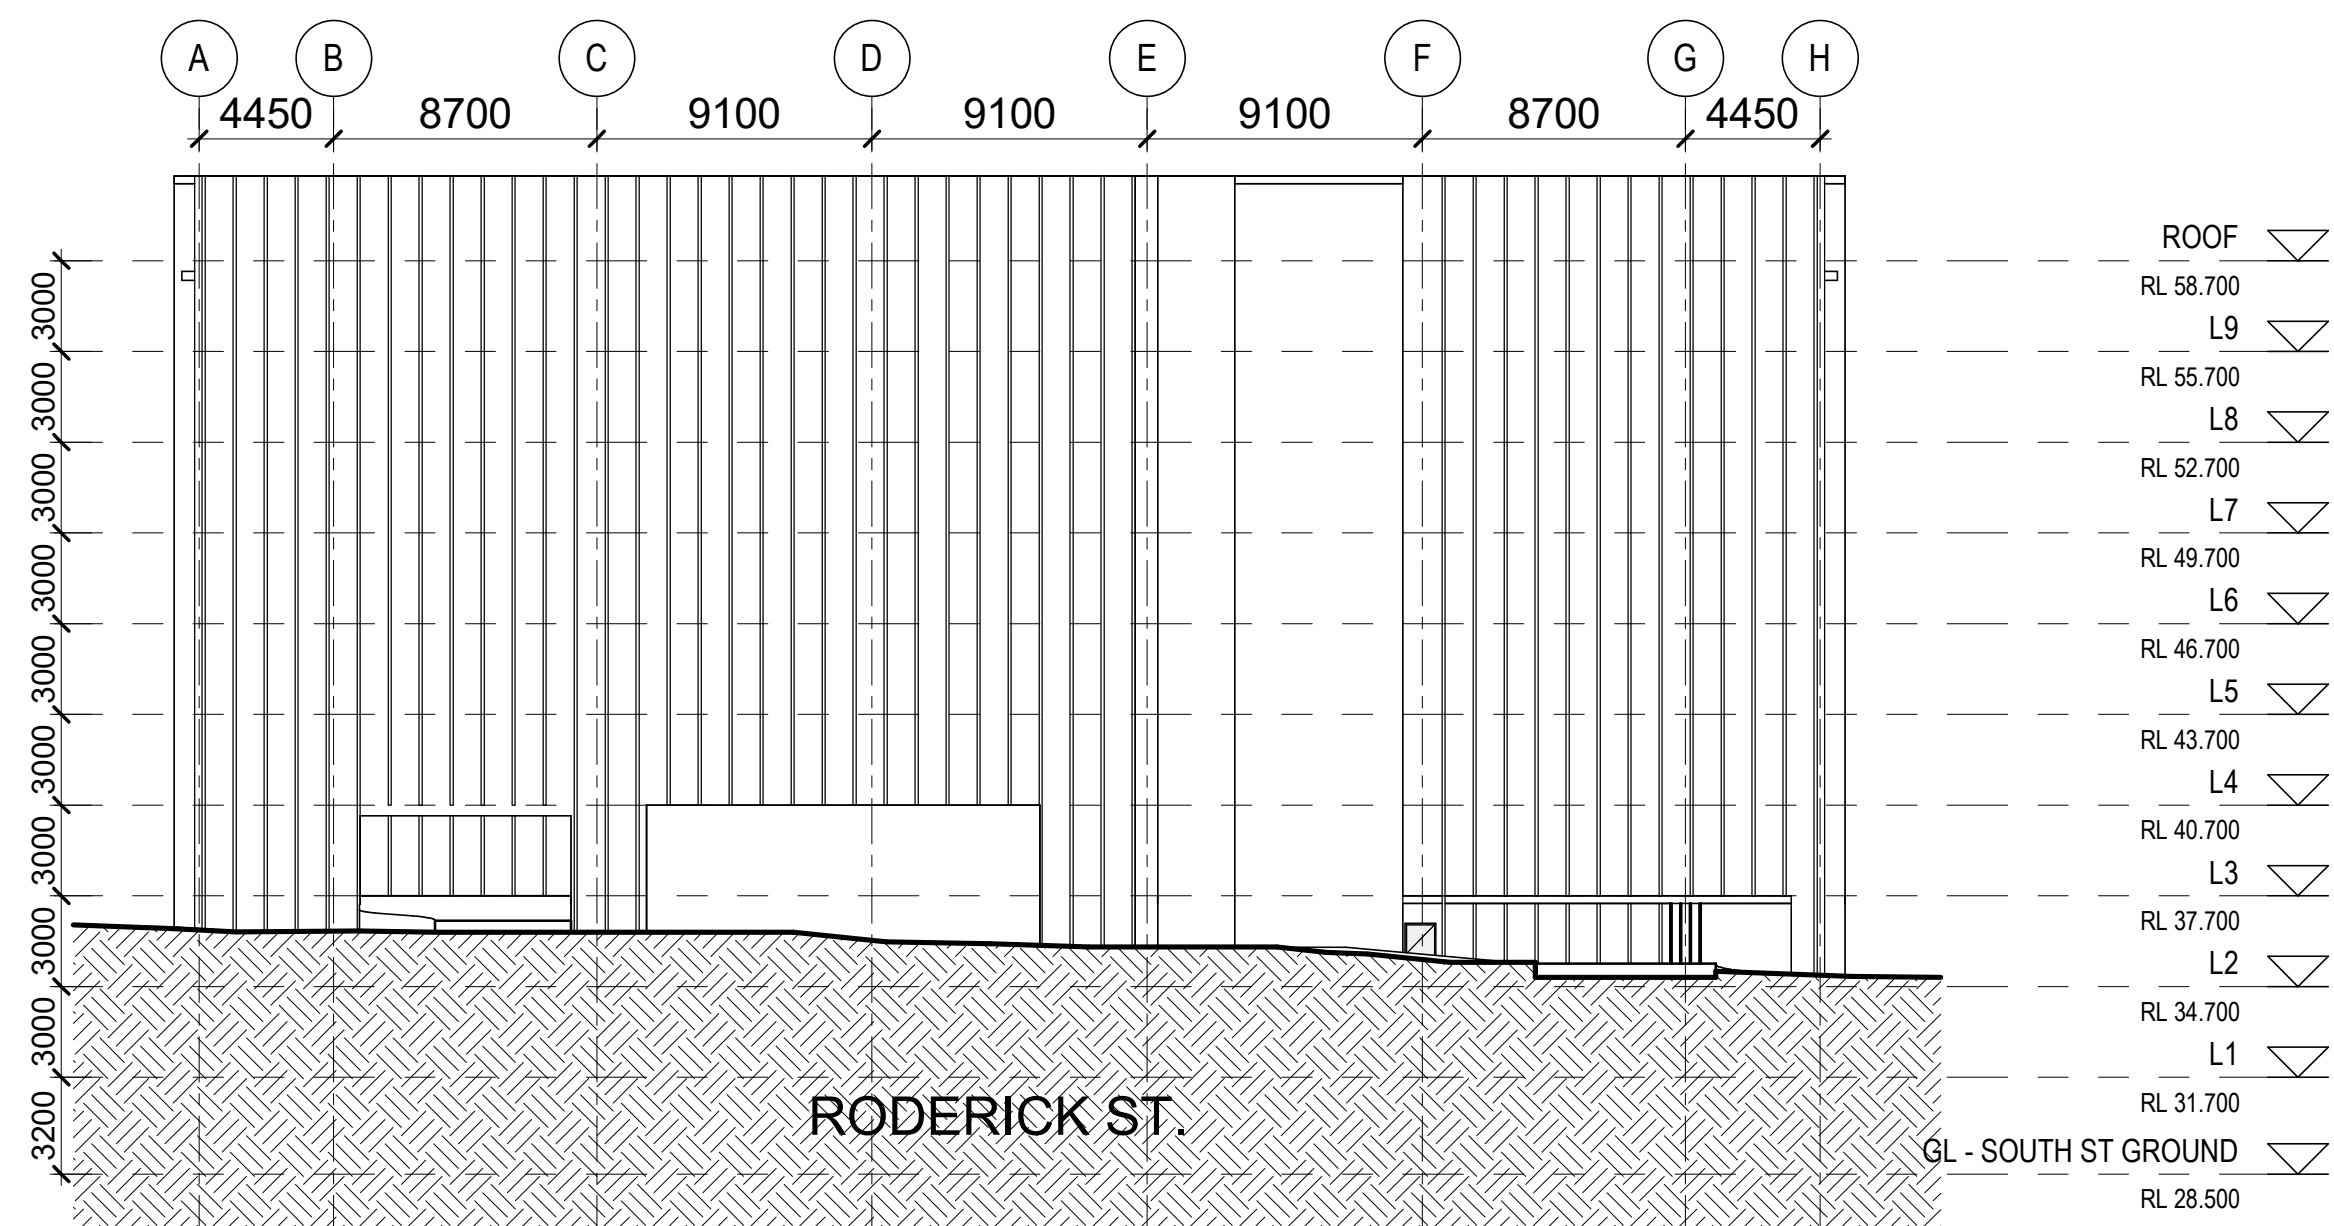 A B C D E F G H
4450 8700 9100 9100 9100 8700 4450
ROOF
RL 58.700
3000
L9
RL 55.700
3000
L8
RL 52.700
3000
L7
RL 49.700
3000
L6
RL 46.700
3000
L5
RL 43.700
3000
L4
RL 40.700
3000
L3
RL 37.700
3000
L2
RL 34.700
3000
L1
RL 31.700
3200
RODERICK ST.
GL - SOUTH ST GROUND
RL 28.500